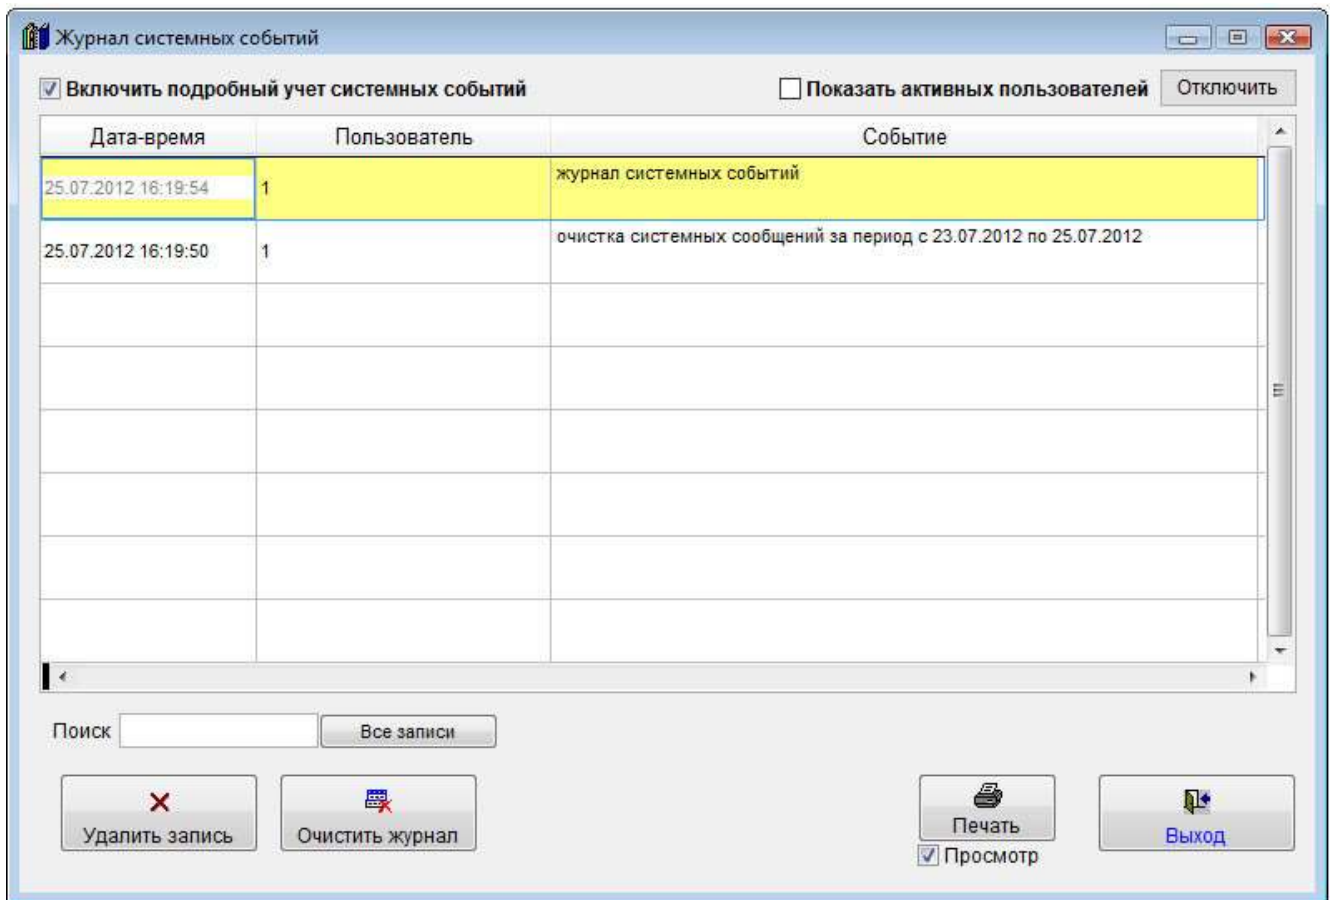 Журнал системных событий
Включить подробный учет системных событий Показать активных пользователей Отключить
Дата-время Пользователь Событие
25.07.2012 16:19:54 1 журнал системных событий
25.07.2012 16:19:50 1 очистка системных сообщений за период с 23.07.2012 по 25.07.2012
Поиск Все записи
Удалить запись Очистить журнал Печать Выход
Просмотр